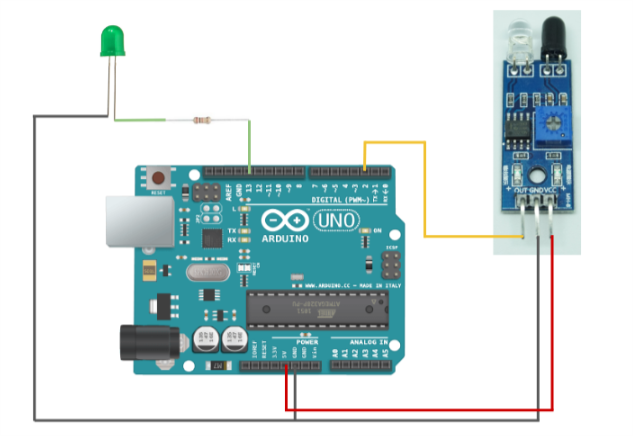 OUT GND VCC
RESET
AREF
GND
13
12
~11
~10
~9
8
7
~6
~5
4
~3
2
TX→1
RX←0
DIGITAL (PWM~)
L
TX
RX
UNO
ON
ARDUINO
ICSP
WWW.ARDUINO.CC - MADE IN ITALY
POWER
ANALOG IN
IOREF
RESET
3.3V
5V
GND
GND
Vin
A0
A1
A2
A3
A4
A5